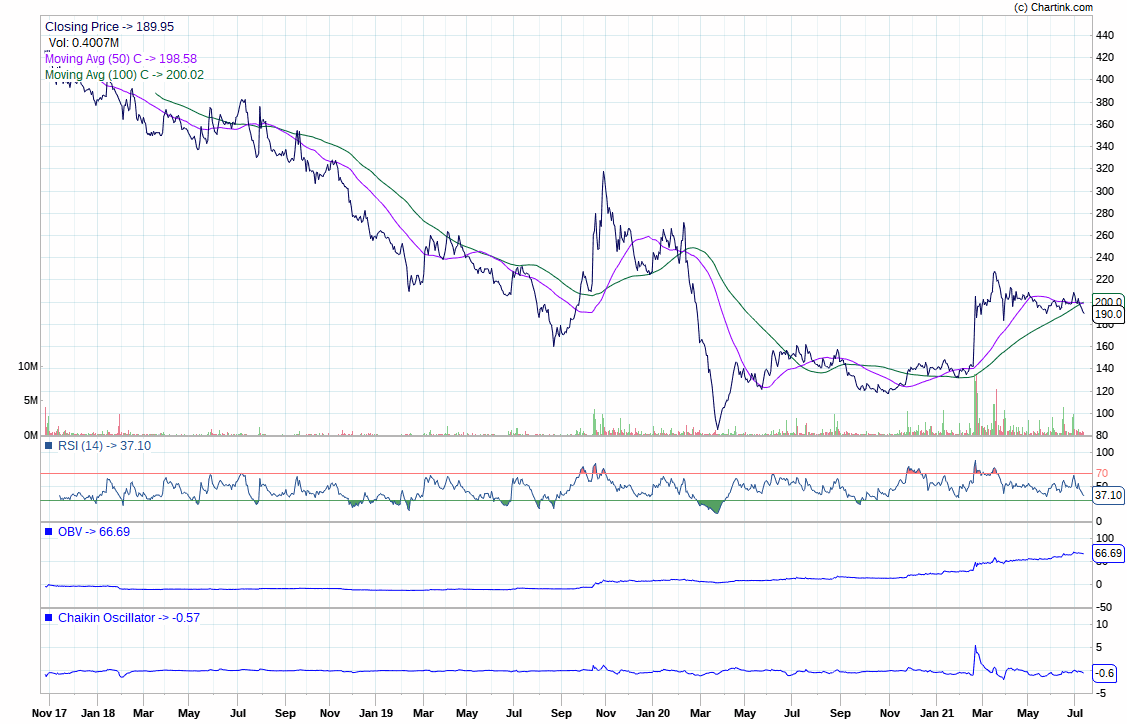 (c) Chartink.com
Closing Price -> 189.95
Vol: 0.4007M
Moving Avg (50) C -> 198.58
Moving Avg (100) C -> 200.02
440
420
400
380
360
340
320
300
280
260
240
220
200.0
190.0
180
160
140
120
100
80
10M
5M
0M
RSI (14) -> 37.10
100
70
50
37.10
0
OBV -> 66.69
100
66.69
50
0
-50
Chaikin Oscillator -> -0.57
10
5
-0.6
-5
Nov 17 Jan 18 Mar May Jul Sep Nov Jan 19 Mar May Jul Sep Nov Jan 20 Mar May Jul Sep Nov Jan 21 Mar May Jul